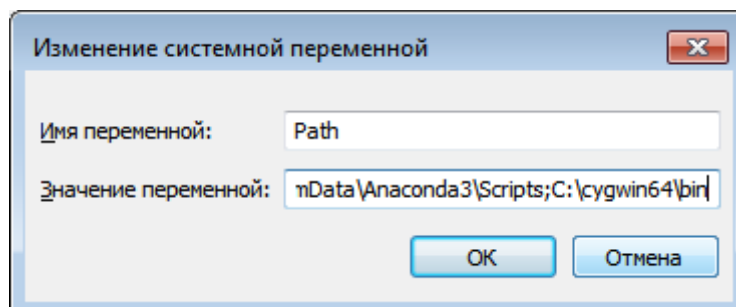 Изменение системной переменной
Имя переменной: Path
Значение переменной: mData\Anaconda3\Scripts;C:\cygwin64\bin
OK Отмена